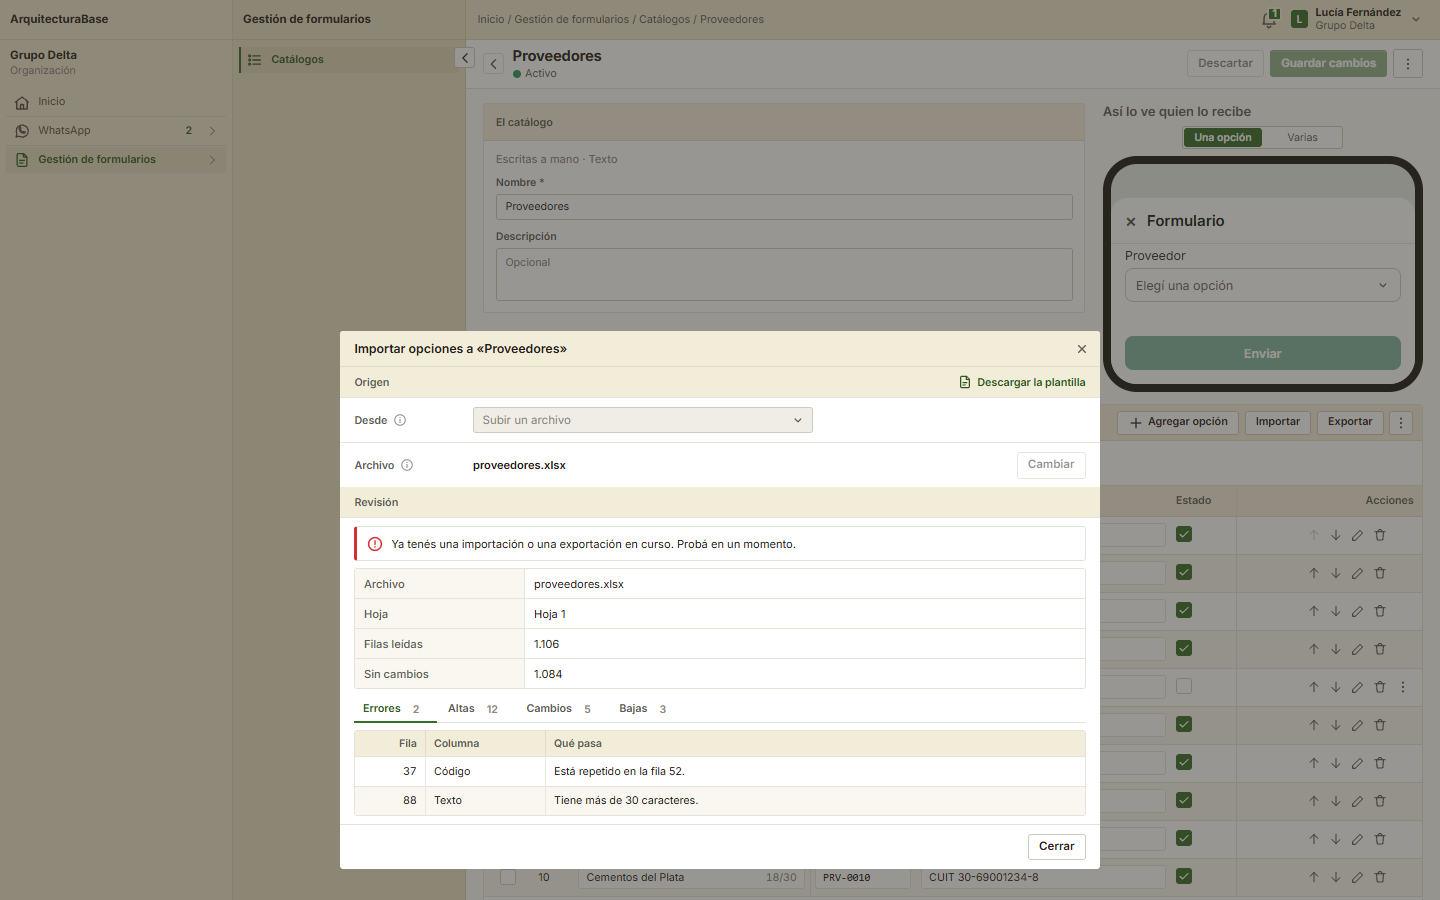 ArquitecturaBase
Gestión de formularios
Inicio / Gestión de formularios / Catálogos / Proveedores
1
L
Lucía Fernández
Grupo Delta
Grupo Delta
Organización
Inicio
WhatsApp 2
Gestión de formularios
Catálogos
Proveedores
Activo
Descartar
Guardar cambios
El catálogo
Escritas a mano · Texto
Nombre *
Proveedores
Descripción
Opcional
Así lo ve quien lo recibe
Una opción
Varias
Formulario
Proveedor
Elegí una opción
Enviar
Agregar opción
Importar
Exportar
Estado
Acciones
Importar opciones a «Proveedores»
Origen
Descargar la plantilla
Desde
Subir un archivo
Archivo
proveedores.xlsx
Cambiar
Revisión
Ya tenés una importación o una exportación en curso. Probá en un momento.
Archivo proveedores.xlsx
Hoja Hoja 1
Filas leídas 1.106
Sin cambios 1.084
Errores 2 Altas 12 Cambios 5 Bajas 3
Fila Columna Qué pasa
37 Código Está repetido en la fila 52.
88 Texto Tiene más de 30 caracteres.
Cerrar
10 Cementos del Plata 18/30 PRV-0010 CUIT 30-69001234-8